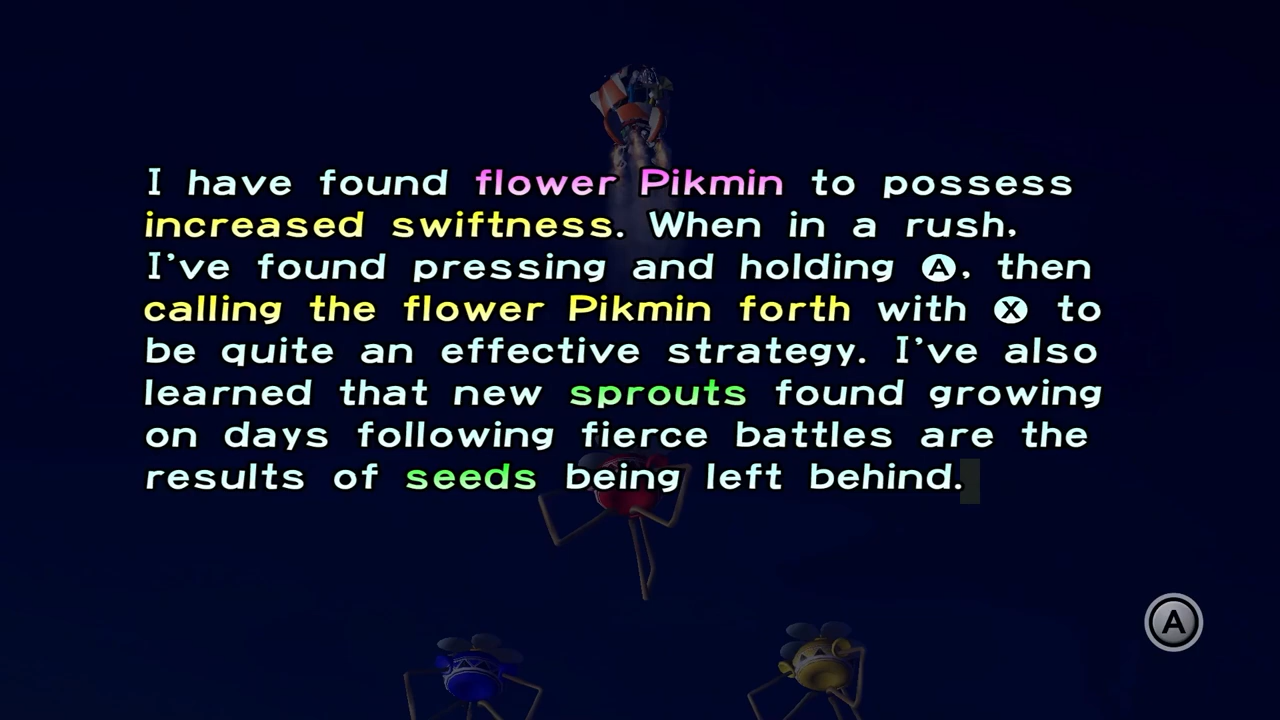 I have found flower Pikmin to possess
increased swiftness. When in a rush,
I've found pressing and holding A, then
calling the flower Pikmin forth with X to
be quite an effective strategy. I've also
learned that new sprouts found growing
on days following fierce battles are the
results of seeds being left behind.
A